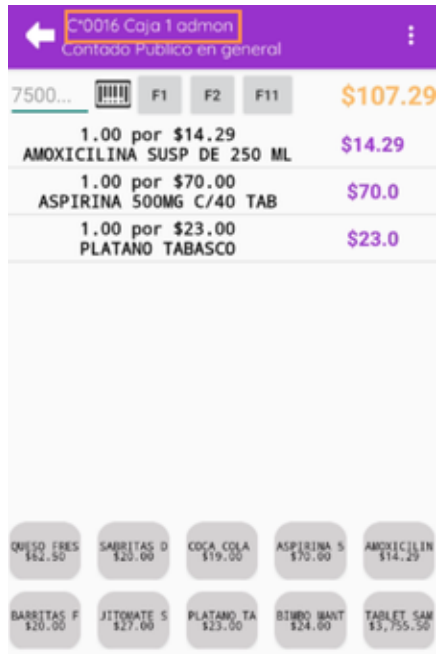 C*0016 Caja 1 admon
Contado Publico en general
7500...
F1
F2
F11
$107.29
1.00 por $14.29
AMOXICILINA SUSP DE 250 ML
$14.29
1.00 por $70.00
ASPIRINA 500MG C/40 TAB
$70.0
1.00 por $23.00
PLATANO TABASCO
$23.0
QUESO FRES
$62.50
SABRITAS D
$20.00
COCA COLA
$19.00
ASPIRINA 5
$70.00
AMOXICILIN
$14.29
BARRITAS F
$20.00
JITOMATE S
$27.00
PLATANO TA
$23.00
BIMBO MANT
$24.00
TABLET SAM
$3,755.50